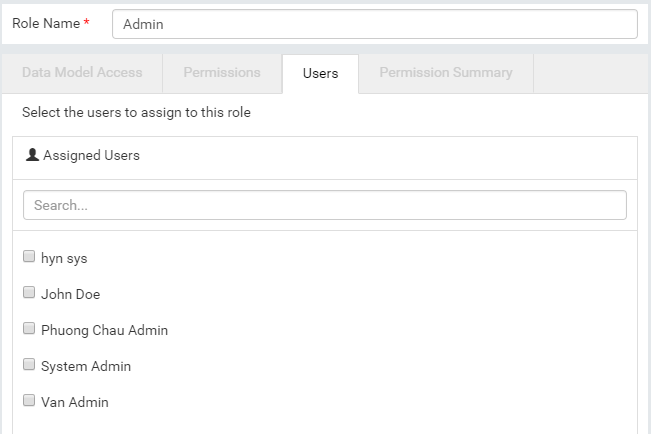 Role Name * Admin
Data Model Access Permissions Users Permission Summary
Select the users to assign to this role
Assigned Users
Search...
hyn sys
John Doe
Phuong Chau Admin
System Admin
Van Admin